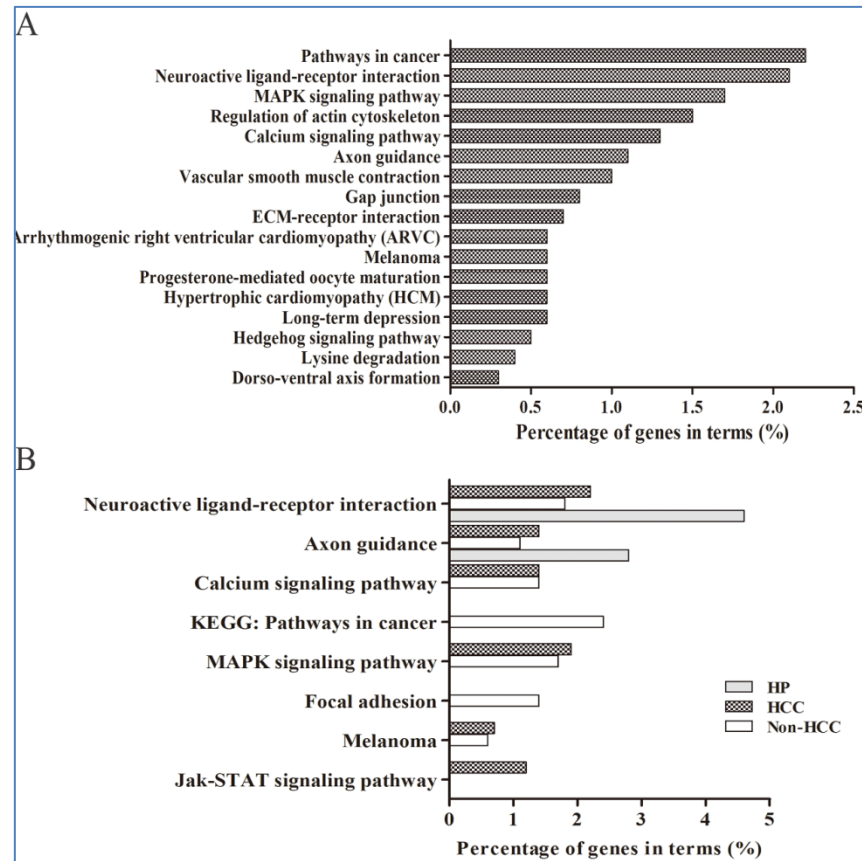 A
Pathways in cancer
Neuroactive ligand-receptor interaction
MAPK signaling pathway
Regulation of actin cytoskeleton
Calcium signaling pathway
Axon guidance
Vascular smooth muscle contraction
Gap junction
ECM-receptor interaction
Arrhythmogenic right ventricular cardiomyopathy (ARVC)
Melanoma
Progesterone-mediated oocyte maturation
Hypertrophic cardiomyopathy (HCM)
Long-term depression
Hedgehog signaling pathway
Lysine degradation
Dorso-ventral axis formation
0.0 0.5 1.0 1.5 2.0 2.5
Percentage of genes in terms (%)
B
Neuroactive ligand-receptor interaction
Axon guidance
Calcium signaling pathway
KEGG: Pathways in cancer
MAPK signaling pathway
Focal adhesion
Melanoma
Jak-STAT signaling pathway
HP
HCC
Non-HCC
0 1 2 3 4 5
Percentage of genes in terms (%)